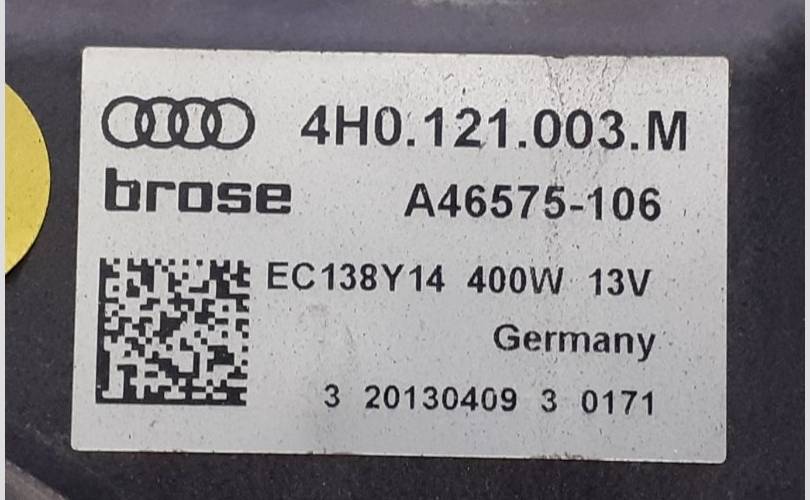 4H0.121.003.M
brose A46575-106
EC138Y14 400W 13V
Germany
3 20130409 3 0171